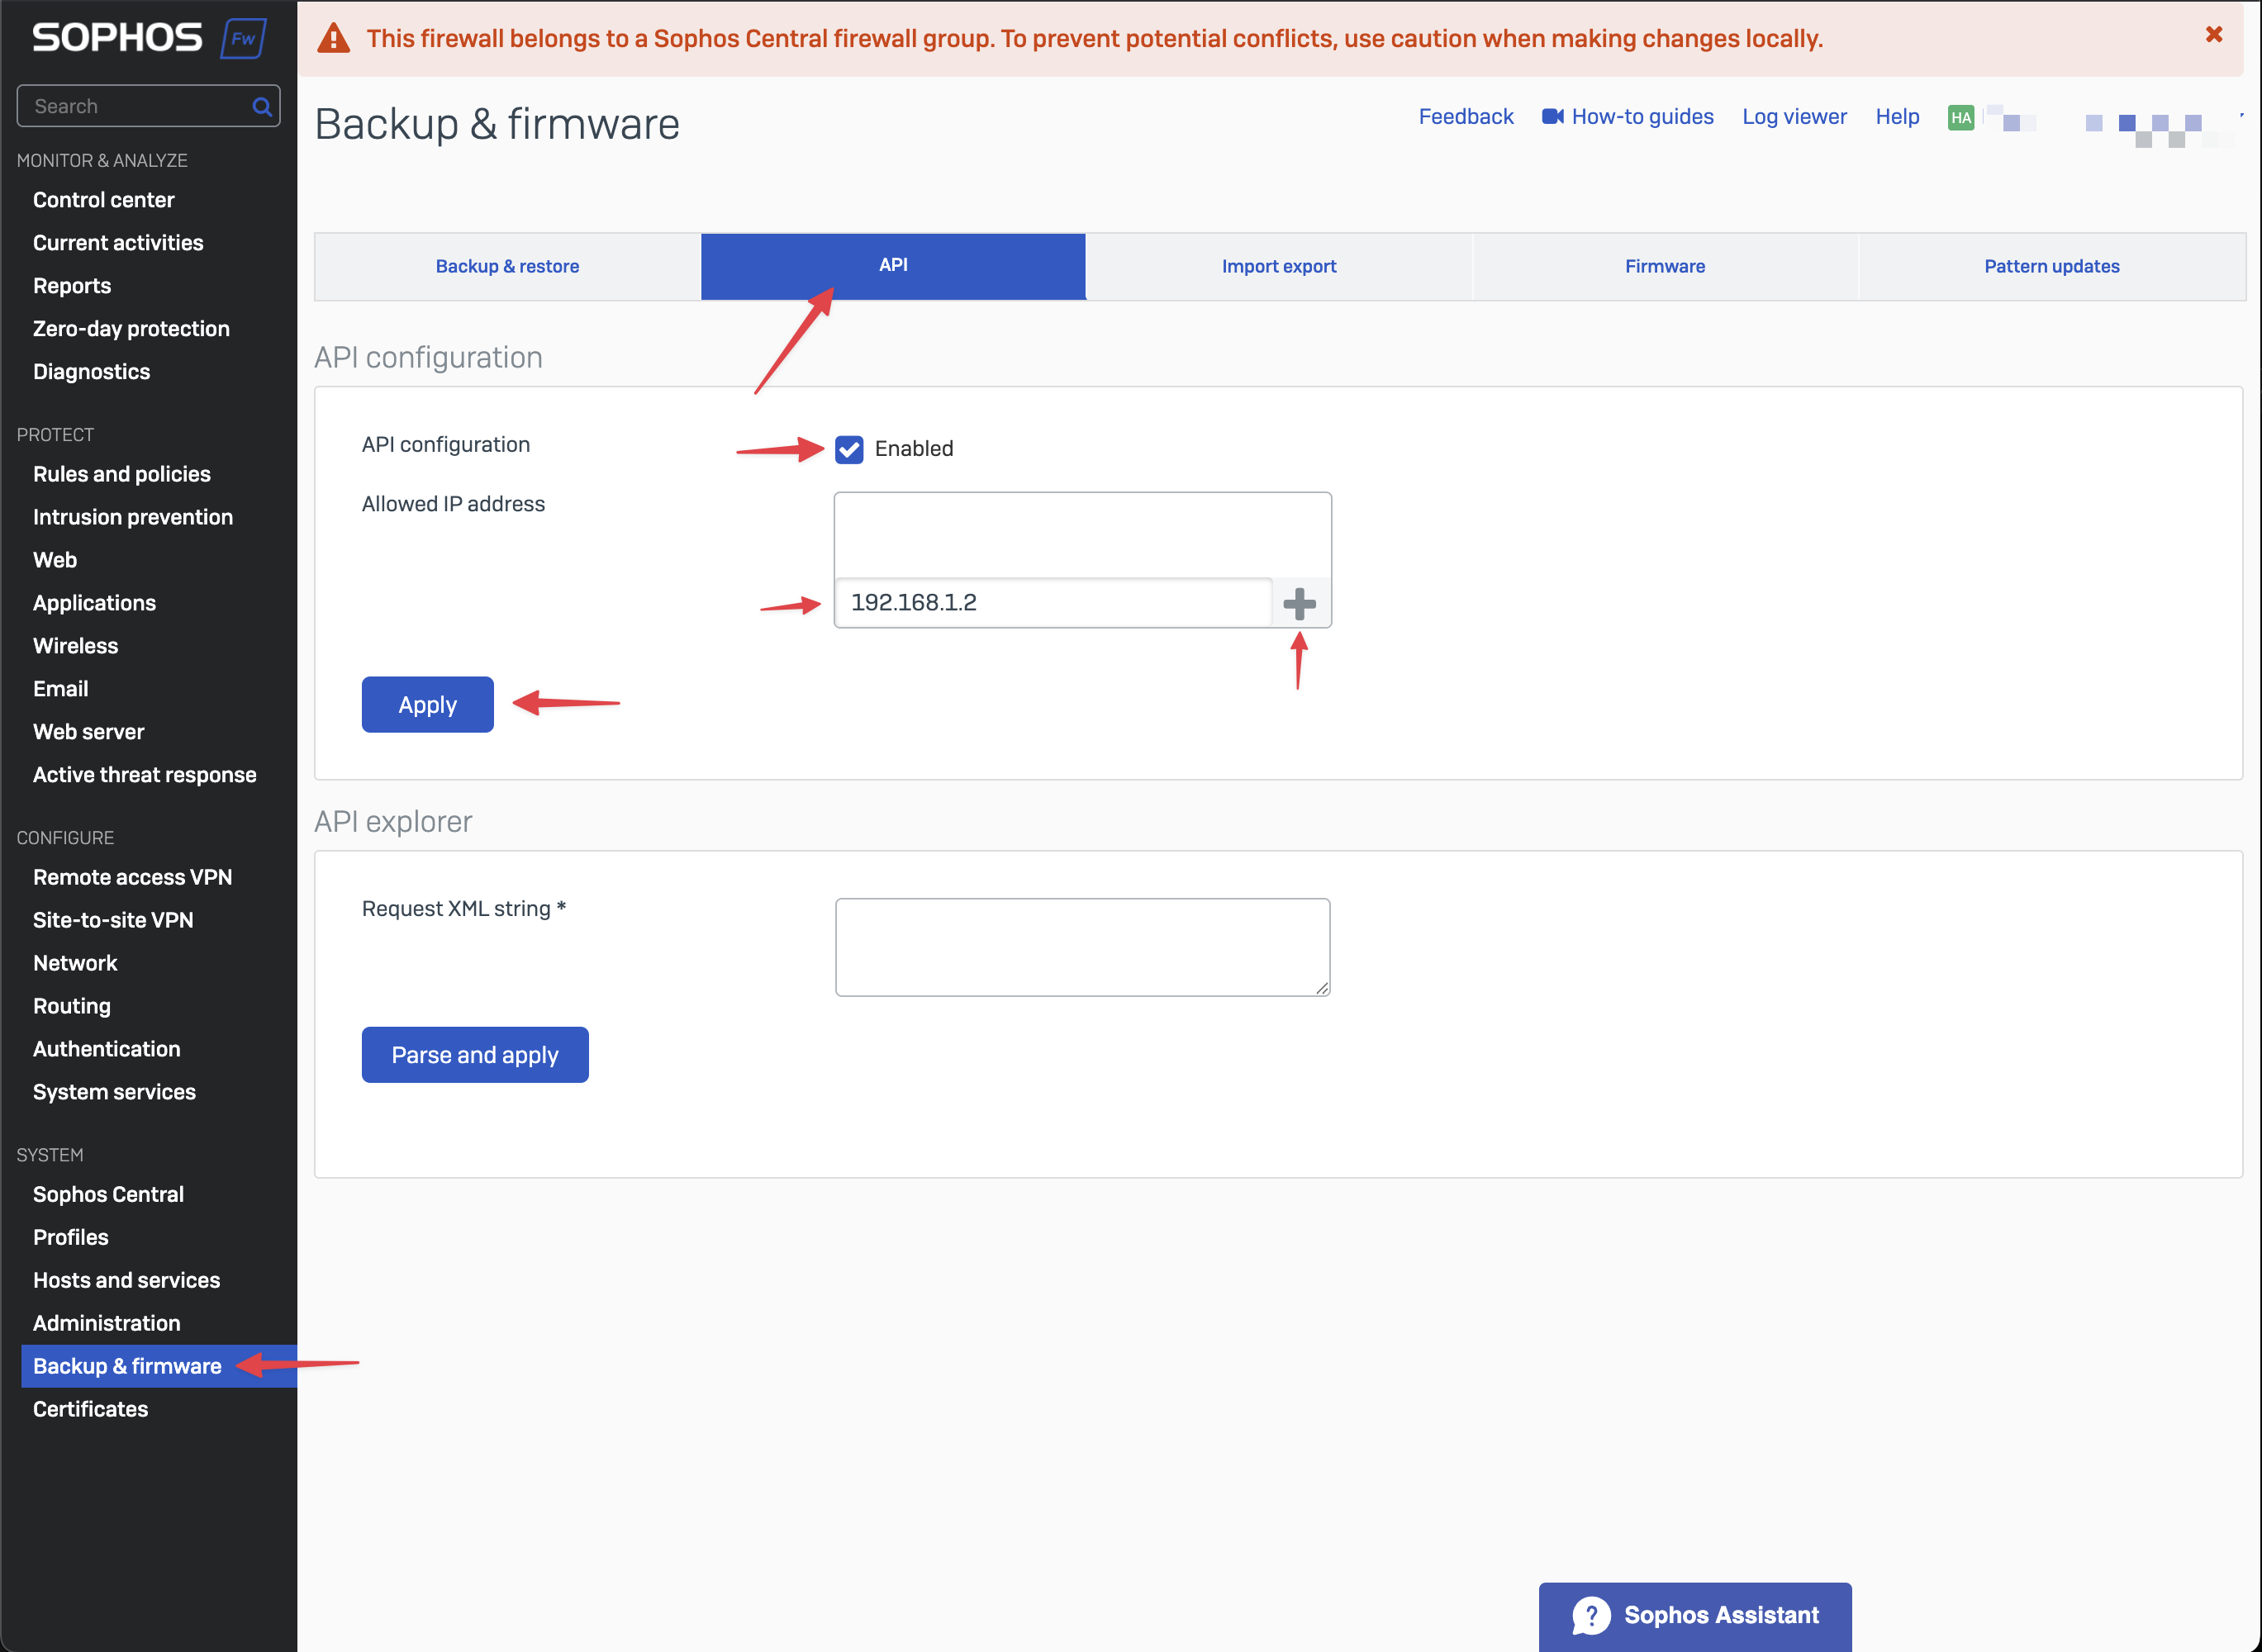 SOPHOS Fw
Search
MONITOR & ANALYZE
Control center
Current activities
Reports
Zero-day protection
Diagnostics
PROTECT
Rules and policies
Intrusion prevention
Web
Applications
Wireless
Email
Web server
Active threat response
CONFIGURE
Remote access VPN
Site-to-site VPN
Network
Routing
Authentication
System services
SYSTEM
Sophos Central
Profiles
Hosts and services
Administration
Backup & firmware
Certificates
This firewall belongs to a Sophos Central firewall group. To prevent potential conflicts, use caution when making changes locally.
Backup & firmware
Feedback How-to guides Log viewer Help HA
Backup & restore API Import export Firmware Pattern updates
API configuration
API configuration Enabled
Allowed IP address
192.168.1.2
Apply
API explorer
Request XML string *
Parse and apply
? Sophos Assistant